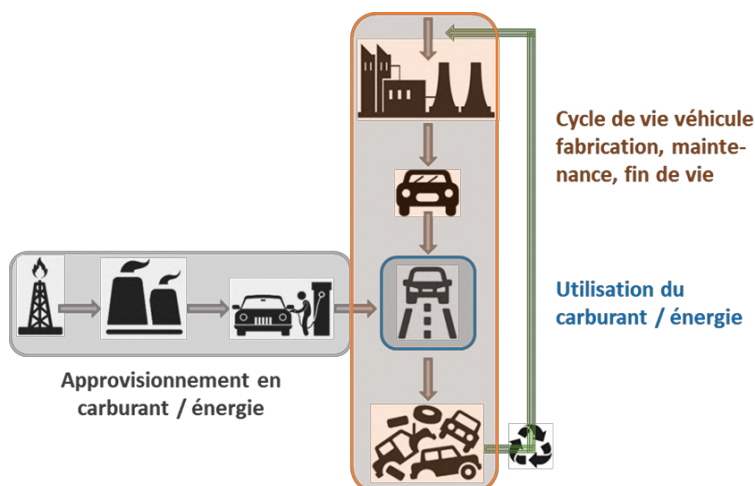 Cycle de vie véhicule
fabrication, mainte-
nance, fin de vie
Utilisation du
carburant / énergie
Approvisionnement en
carburant / énergie